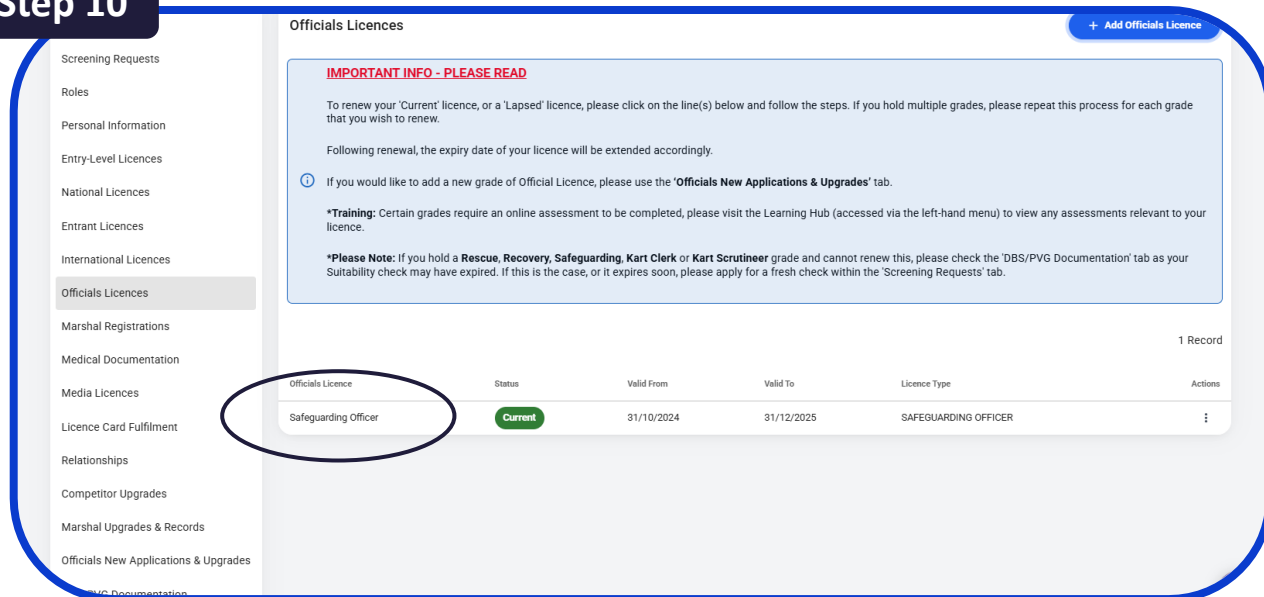 Step 10
Officials Licences
+ Add Officials Licence
Screening Requests
Roles
Personal Information
Entry-Level Licences
National Licences
Entrant Licences
International Licences
Officials Licences
Marshal Registrations
Medical Documentation
Media Licences
Licence Card Fulfilment
Relationships
Competitor Upgrades
Marshal Upgrades & Records
Officials New Applications & Upgrades
Documentation
IMPORTANT INFO - PLEASE READ
To renew your 'Current' licence, or a 'Lapsed' licence, please click on the line(s) below and follow the steps. If you hold multiple grades, please repeat this process for each grade
that you wish to renew.
Following renewal, the expiry date of your licence will be extended accordingly.
If you would like to add a new grade of Official Licence, please use the 'Officials New Applications & Upgrades' tab.
*Training: Certain grades require an online assessment to be completed, please visit the Learning Hub (accessed via the left-hand menu) to view any assessments relevant to your
licence.
*Please Note: If you hold a Rescue, Recovery, Safeguarding, Kart Clerk or Kart Scrutineer grade and cannot renew this, please check the 'DBS/PVG Documentation' tab as your
Suitability check may have expired. If this is the case, or it expires soon, please apply for a fresh check within the 'Screening Requests' tab.
1 Record
Officials Licence Status Valid From Valid To Licence Type Actions
Safeguarding Officer Current 31/10/2024 31/12/2025 SAFEGUARDING OFFICER